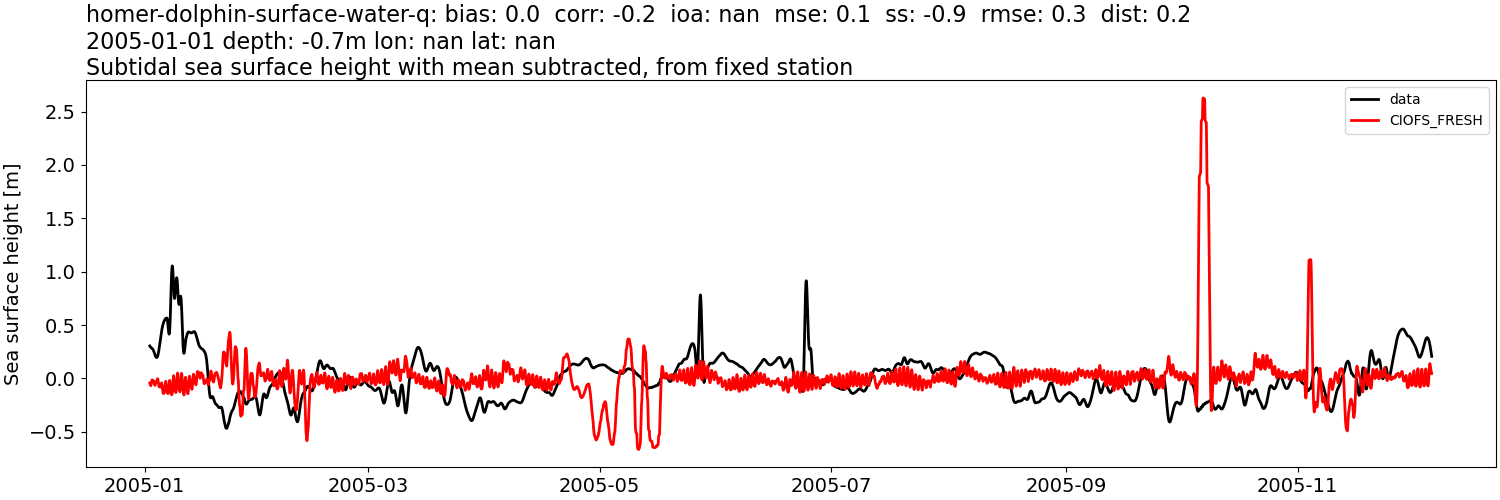 homer-dolphin-surface-water-q: bias: 0.0 corr: -0.2 ioa: nan mse: 0.1 ss: -0.9 rmse: 0.3 dist: 0.2
2005-01-01 depth: -0.7m lon: nan lat: nan
Subtidal sea surface height with mean subtracted, from fixed station
data
CIOFS_FRESH
Sea surface height [m]
2.5
2.0
1.5
1.0
0.5
0.0
−0.5
2005-01 2005-03 2005-05 2005-07 2005-09 2005-11